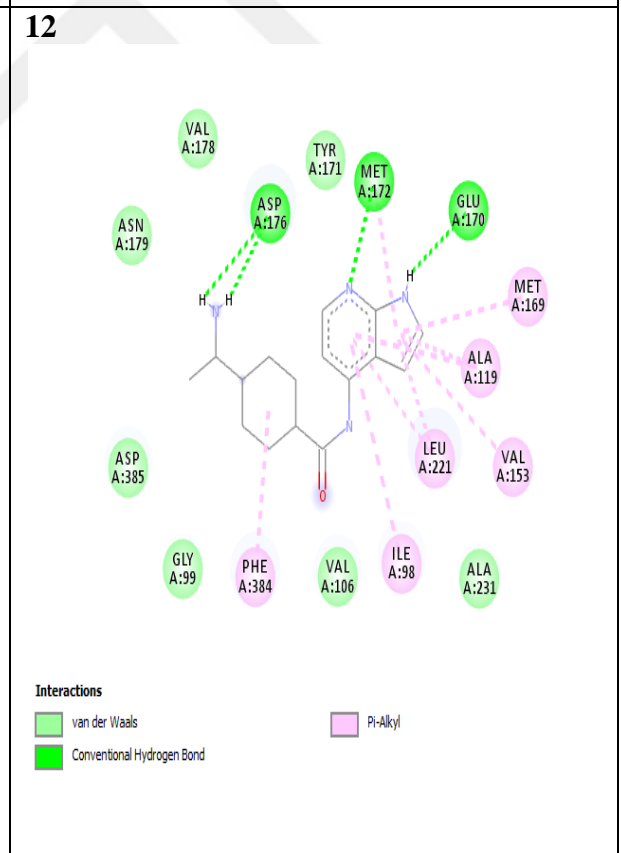 12
VAL
A:178
TYR
A:171
MET
A:172
ASP
A:176
GLU
A:170
ASN
A:179
H H
N
N
H
N
MET
A:169
ALA
A:119
N
O
LEU
A:221
VAL
A:153
ASP
A:385
GLY
A:99
PHE
A:384
VAL
A:106
ILE
A:98
ALA
A:231
Interactions
van der Waals
Conventional Hydrogen Bond
Pi-Alkyl